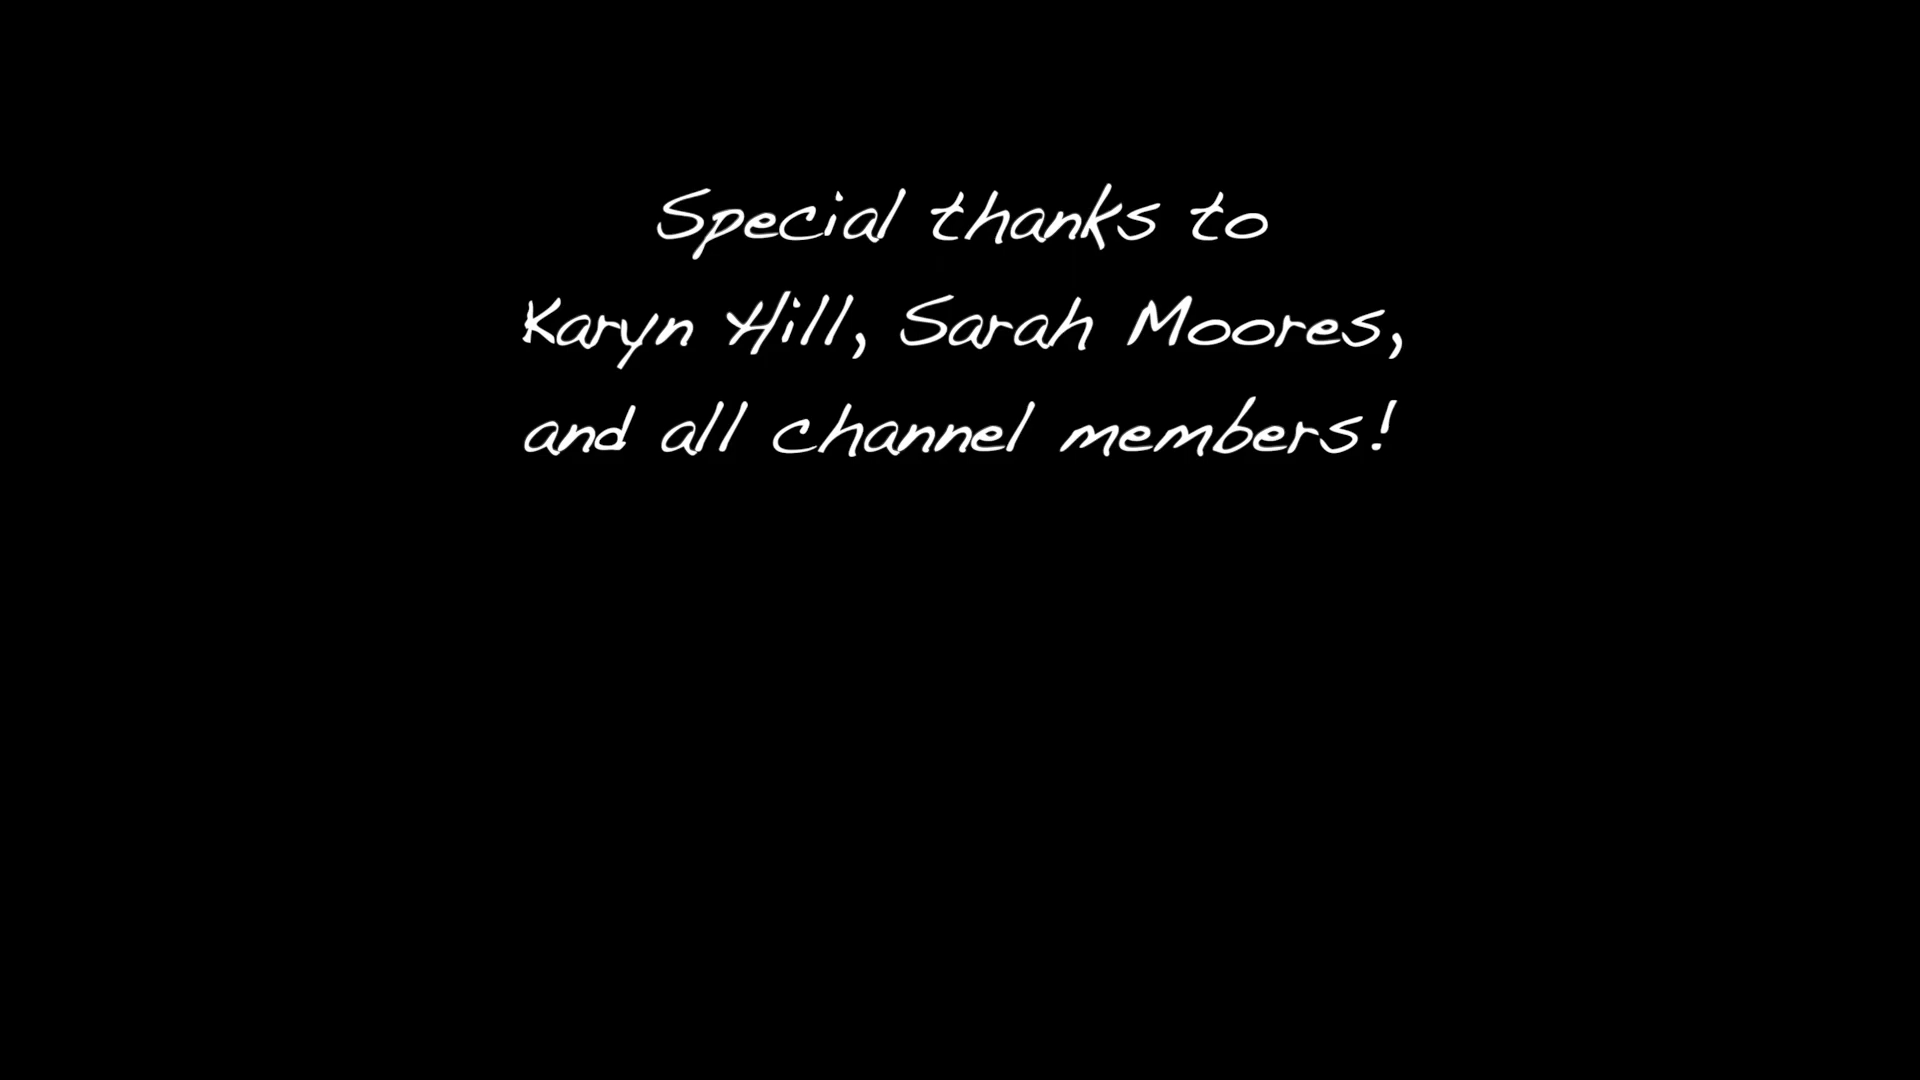 Special thanks to
Karyn Hill, Sarah Moores,
and all channel members!